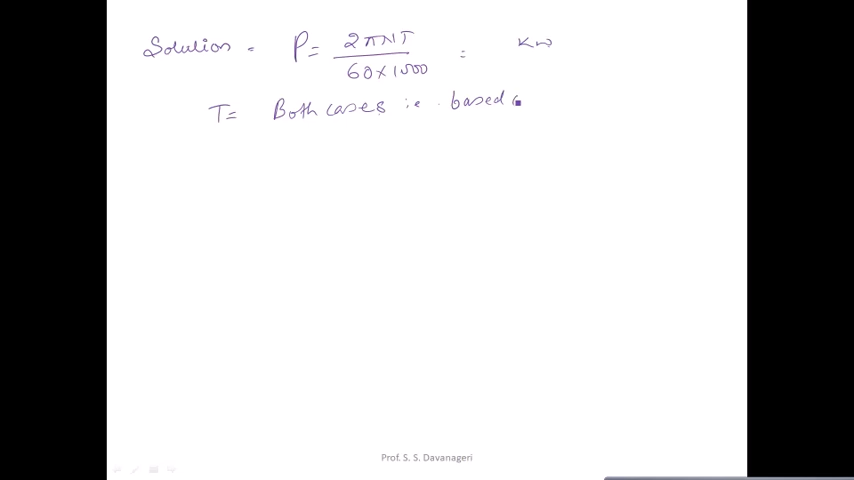 Solution - P = 2πNT / 60×1000 = Kw
T = Both cases i.e. based
Prof. S. S. Davanageri